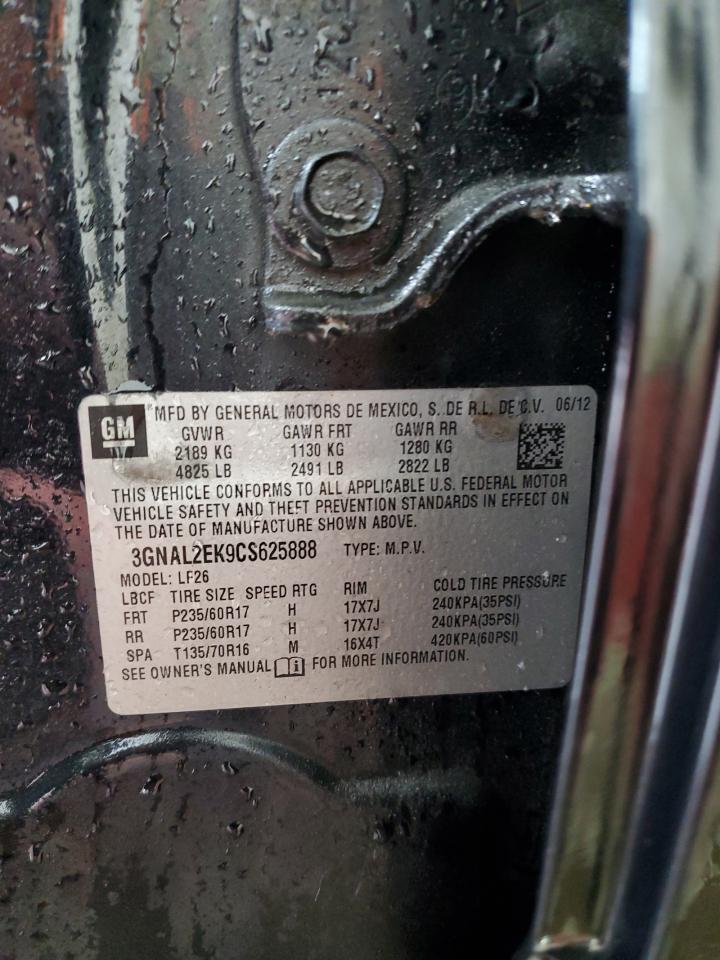 GM
MFD BY GENERAL MOTORS DE MEXICO, S. DE R.L. DE C.V. 06/12
GVWR GAWR FRT GAWR RR
2189 KG 1130 KG 1280 KG
4825 LB 2491 LB 2822 LB
THIS VEHICLE CONFORMS TO ALL APPLICABLE U.S. FEDERAL MOTOR
VEHICLE SAFETY AND THEFT PREVENTION STANDARDS IN EFFECT ON
THE DATE OF MANUFACTURE SHOWN ABOVE.
3GNAL2EK9CS625888 TYPE: M.P.V.
MODEL: LF26
LBCF TIRE SIZE SPEED RTG RIM COLD TIRE PRESSURE
FRT P235/60R17 H 17X7J 240KPA(35PSI)
RR P235/60R17 H 17X7J 240KPA(35PSI)
SPA T135/70R16 M 16X4T 420KPA(60PSI)
SEE OWNER'S MANUAL FOR MORE INFORMATION.